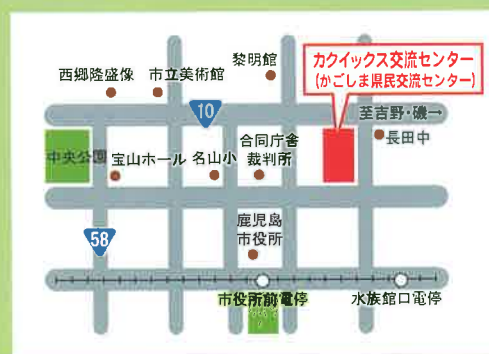 黎明館
カクイックス交流センター
(かごしま県民交流センター)
西郷隆盛像
市立美術館
10
至吉野・磯→
長田中
中央公園
宝山ホール
名山小
合同庁舎
裁判所
鹿児島
市役所
58
市役所前電停
水族館口電停